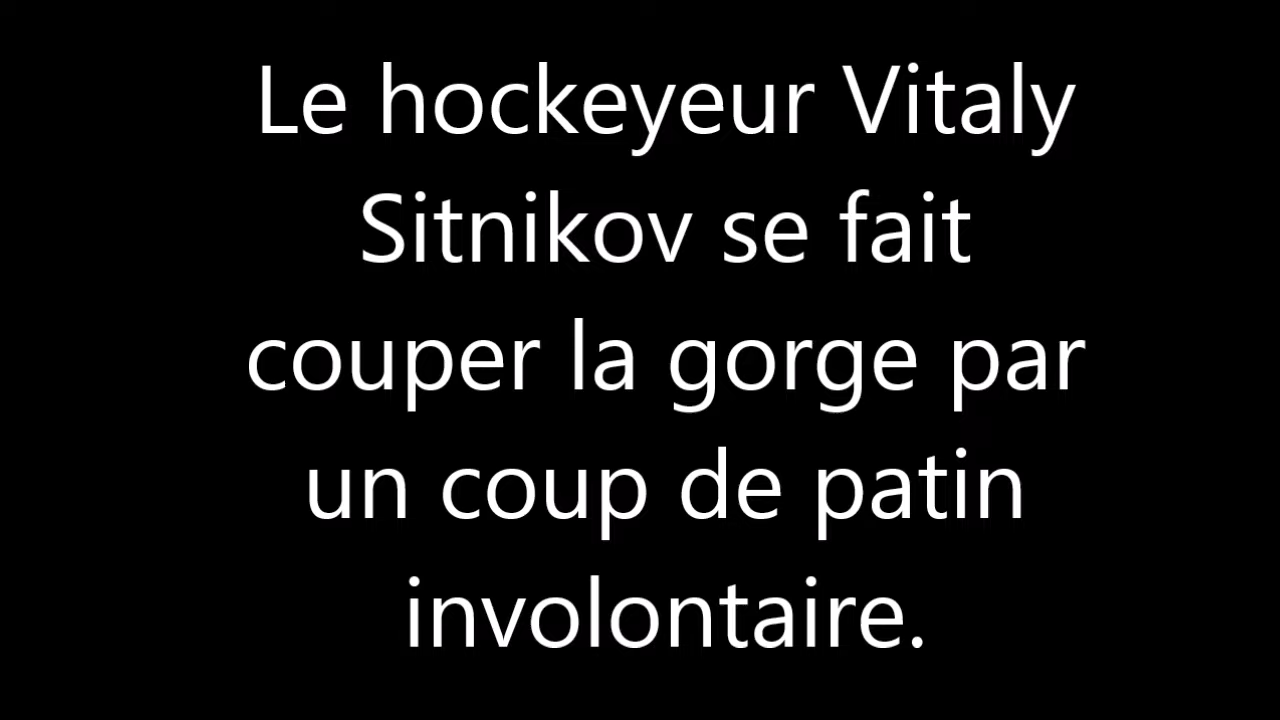 Le hockeyeur Vitaly
Sitnikov se fait
couper la gorge par
un coup de patin
involontaire.